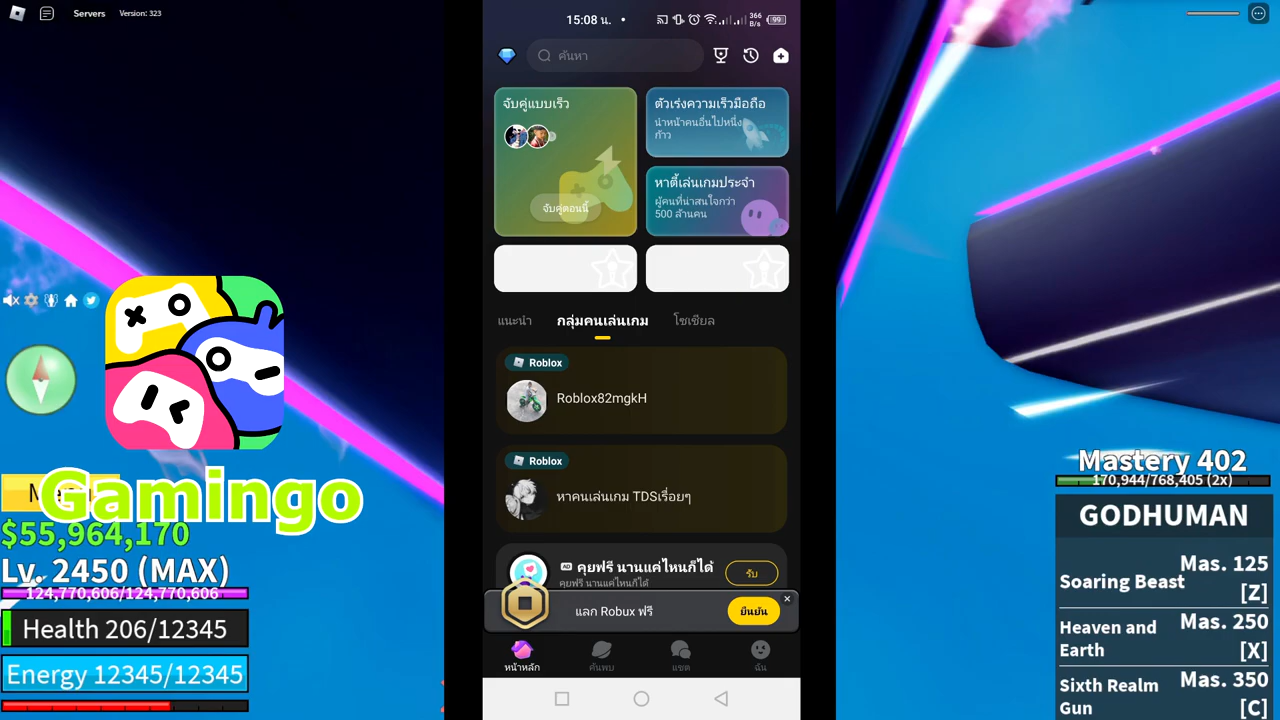 Servers
Version: 323
Me
Gamingo
$55,964,170
Lv. 2450 (MAX)
124,770,606/124,770,606
Health 206/12345
Energy 12345/12345
15:08 น.
366
B/s
99
ค้นหา
จับคู่แบบเร็ว
จับคู่ตอนนี้
ตัวเร่งความเร็วมือถือ
นำหน้าคนอื่นไปหนึ่ง
ก้าว
หาตี้เล่นเกมประจำ
ผู้คนที่น่าสนใจกว่า
500 ล้านคน
แนะนำ
กลุ่มคนเล่นเกม
โซเชียล
Roblox
Roblox82mgkH
Roblox
หาคนเล่นเกม TDSเรื่อยๆ
AD คุยฟรี นานแค่ไหนก็ได้
คุยฟรี นานแค่ไหนก็ได้
รับ
แลก Robux ฟรี
ยืนยัน
หน้าหลัก
ค้นพบ
แชต
ฉัน
Mastery 402
170,944/768,405 (2x)
GODHUMAN
Mas. 125
Soaring Beast
[Z]
Mas. 250
Heaven and
Earth
[X]
Mas. 350
Sixth Realm
Gun
[C]